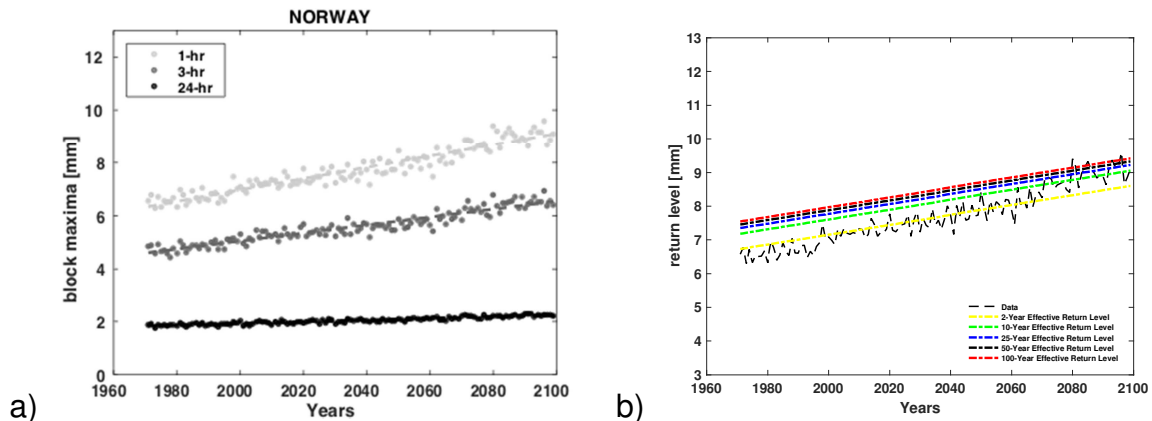 NORWAY
1-hr
3-hr
24-hr
block maxima [mm]
12
10
8
6
4
2
0
1960 1980 2000 2020 2040 2060 2080 2100
Years
a)
return level [mm]
13
12
11
10
9
8
7
6
5
4
3
Data
2-Year Effective Return Level
10-Year Effective Return Level
25-Year Effective Return Level
50-Year Effective Return Level
100-Year Effective Return Level
1960 1980 2000 2020 2040 2060 2080 2100
Years
b)